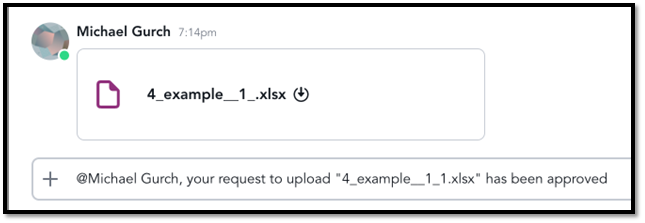 Michael Gurch 7:14pm
4_example__1_.xlsx
@Michael Gurch, your request to upload "4_example__1_1.xlsx" has been approved